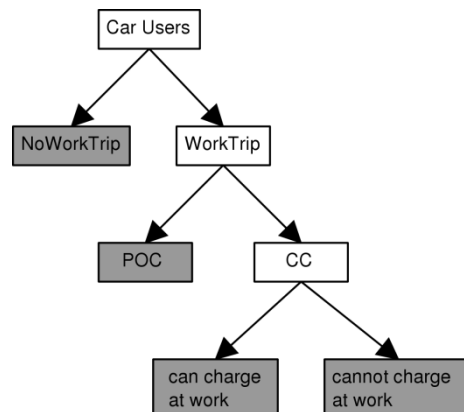 Car Users
NoWorkTrip
WorkTrip
POC
CC
can charge
at work
cannot charge
at work